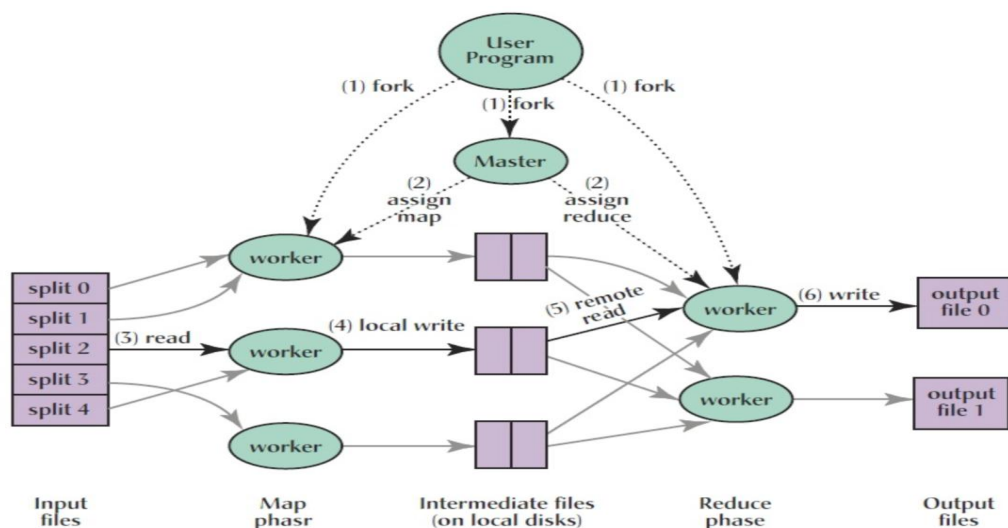 User
Program
(1) fork
(1) fork
(1) fork
Master
(2)
assign
map
(2)
assign
reduce
worker
split 0
split 1
split 2
split 3
split 4
(3) read
worker
(4) local write
(5) remote
read
worker
(6) write
output
file 0
worker
output
file 1
worker
Input
files
Map
phasr
Intermediate files
(on local disks)
Reduce
phase
Output
files